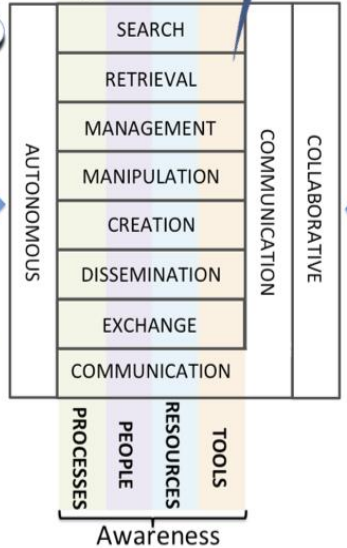 SEARCH
RETRIEVAL
MANAGEMENT
MANIPULATION
CREATION
DISSEMINATION
EXCHANGE
COMMUNICATION
AUTONOMOUS
COMMUNICATION
COLLABORATIVE
PROCESSES
PEOPLE
RESOURCES
TOOLS
Awareness